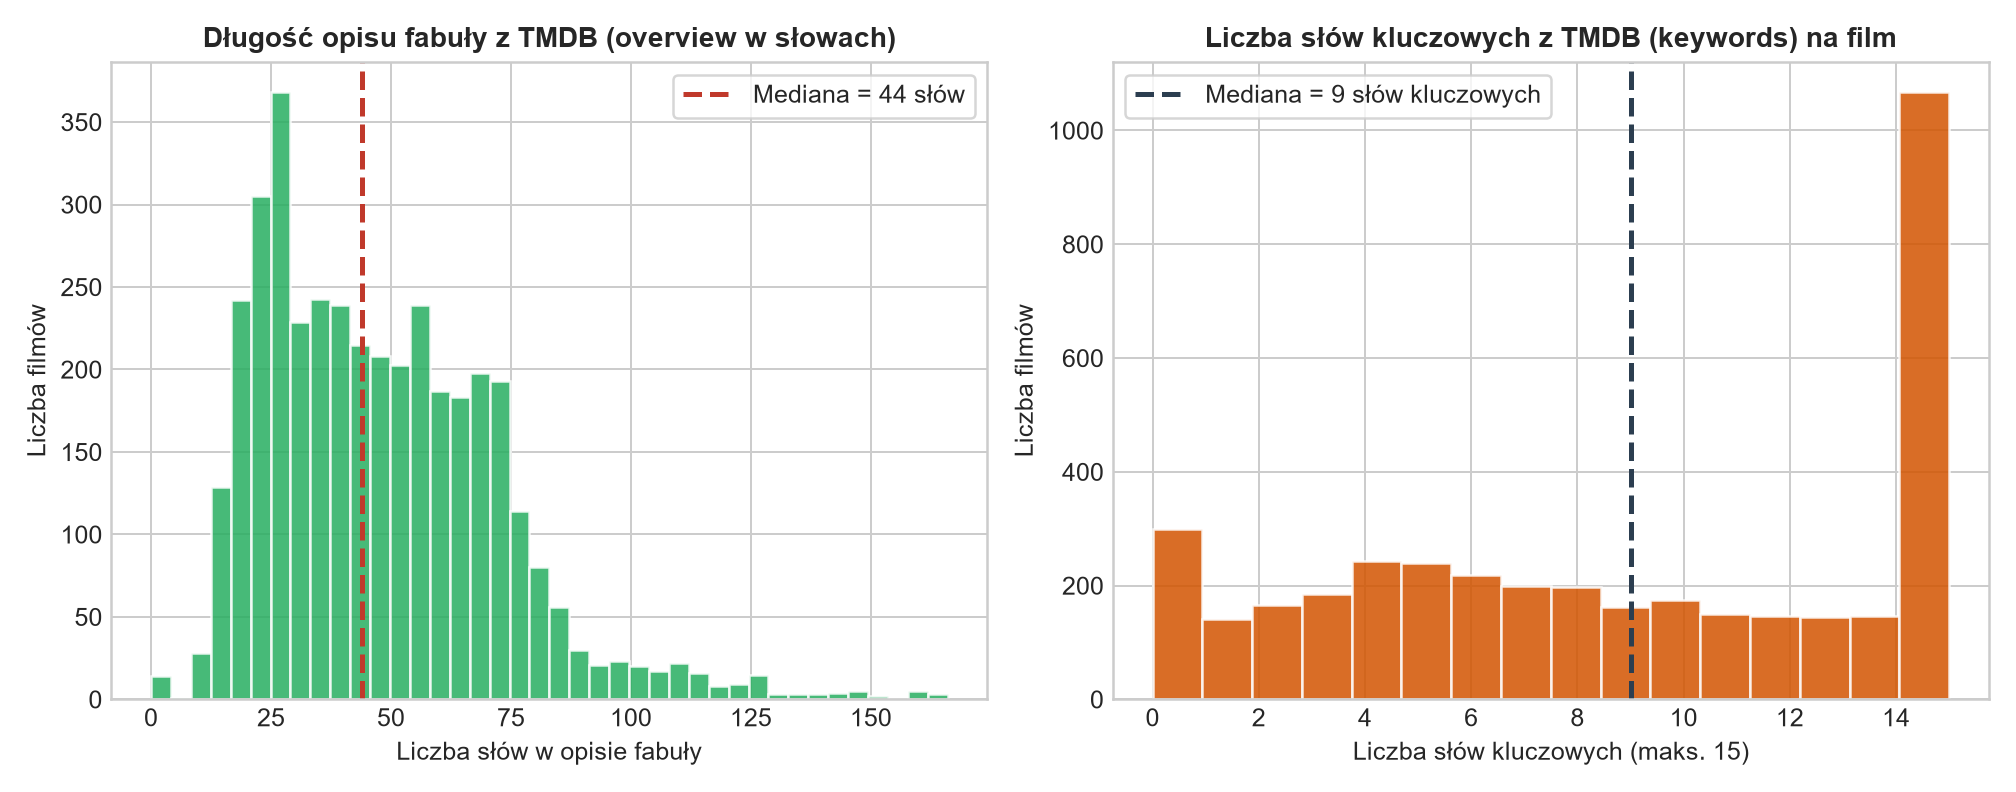 Długość opisu fabuły z TMDB (overview w słowach)
Mediana = 44 słów
Liczba filmów
350
300
250
200
150
100
50
0
0 25 50 75 100 125 150
Liczba słów w opisie fabuły
Liczba słów kluczowych z TMDB (keywords) na film
Mediana = 9 słów kluczowych
Liczba filmów
1000
800
600
400
200
0
0 2 4 6 8 10 12 14
Liczba słów kluczowych (maks. 15)